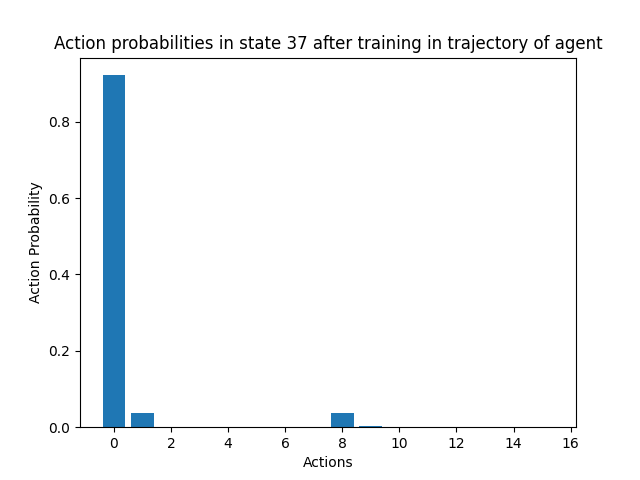 Action probabilities in state 37 after training in trajectory of agent
Action Probability
0.8
0.6
0.4
0.2
0.0
0 2 4 6 8 10 12 14 16
Actions